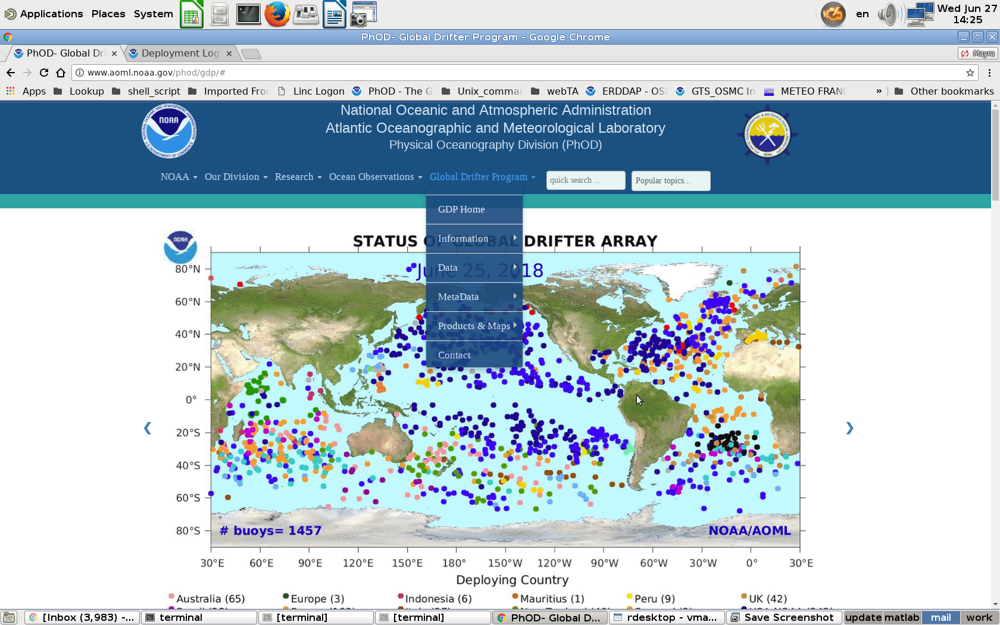 Applications Places System
en
Wed Jun 27
14:25
PhOD- Global Drifter Program - Google Chrome
PhOD- Global Dri
Deployment Log
Mayra
www.aoml.noaa.gov/phod/gdp/#
Apps Lookup shell_script Imported Fro Linc Logon PhOD - The G Unix_comma webTA ERDDAP - OS GTS_OSMC In METEO FRAN » Other bookmarks
National Oceanic and Atmospheric Administration
Atlantic Oceanographic and Meteorological Laboratory
Physical Oceanography Division (PhOD)
NOAA
NOAA Our Division Research Ocean Observations Global Drifter Program quick search ... Popular topics...
GDP Home
Information
Data
MetaData
Products & Maps
Contact
NOAA
STATUS OF GLOBAL DRIFTER ARRAY
June 25, 2018
80°N
60°N
40°N
20°N
0°
20°S
40°S
60°S
80°S
# buoys= 1457
NOAA/AOML
30°E 60°E 90°E 120°E 150°E 180° 150°W 120°W 90°W 60°W 30°W 0° 30°E
Deploying Country
Australia (65) Europe (3) Indonesia (6) Mauritius (1) Peru (9) UK (42)
[Inbox (3,983) -... terminal [terminal] [terminal] PhOD- Global D... rdesktop - vma... Save Screenshot update matlab mail work